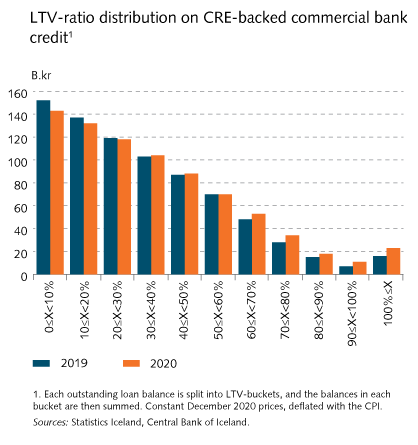 LTV-ratio distribution on CRE-backed commercial bank
credit¹
B.kr
160
140
120
100
80
60
40
20
0
0≤X<10%
10≤X<20%
20≤X<30%
30≤X<40%
40≤X<50%
50≤X<60%
60≤X<70%
70≤X<80%
80≤X<90%
90≤X<100%
100%≤X
2019
2020
1. Each outstanding loan balance is split into LTV-buckets, and the balances in each
bucket are then summed. Constant December 2020 prices, deflated with the CPI.
Sources: Statistics Iceland, Central Bank of Iceland.